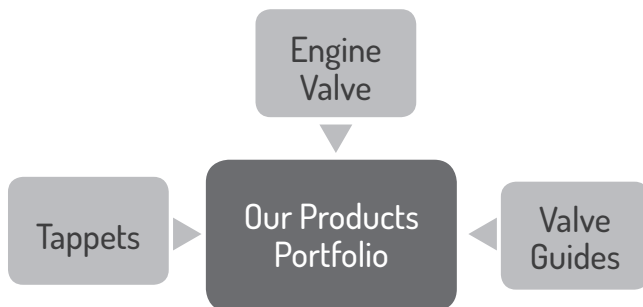 Engine
Valve
Tappets
Our Products
Portfolio
Valve
Guides